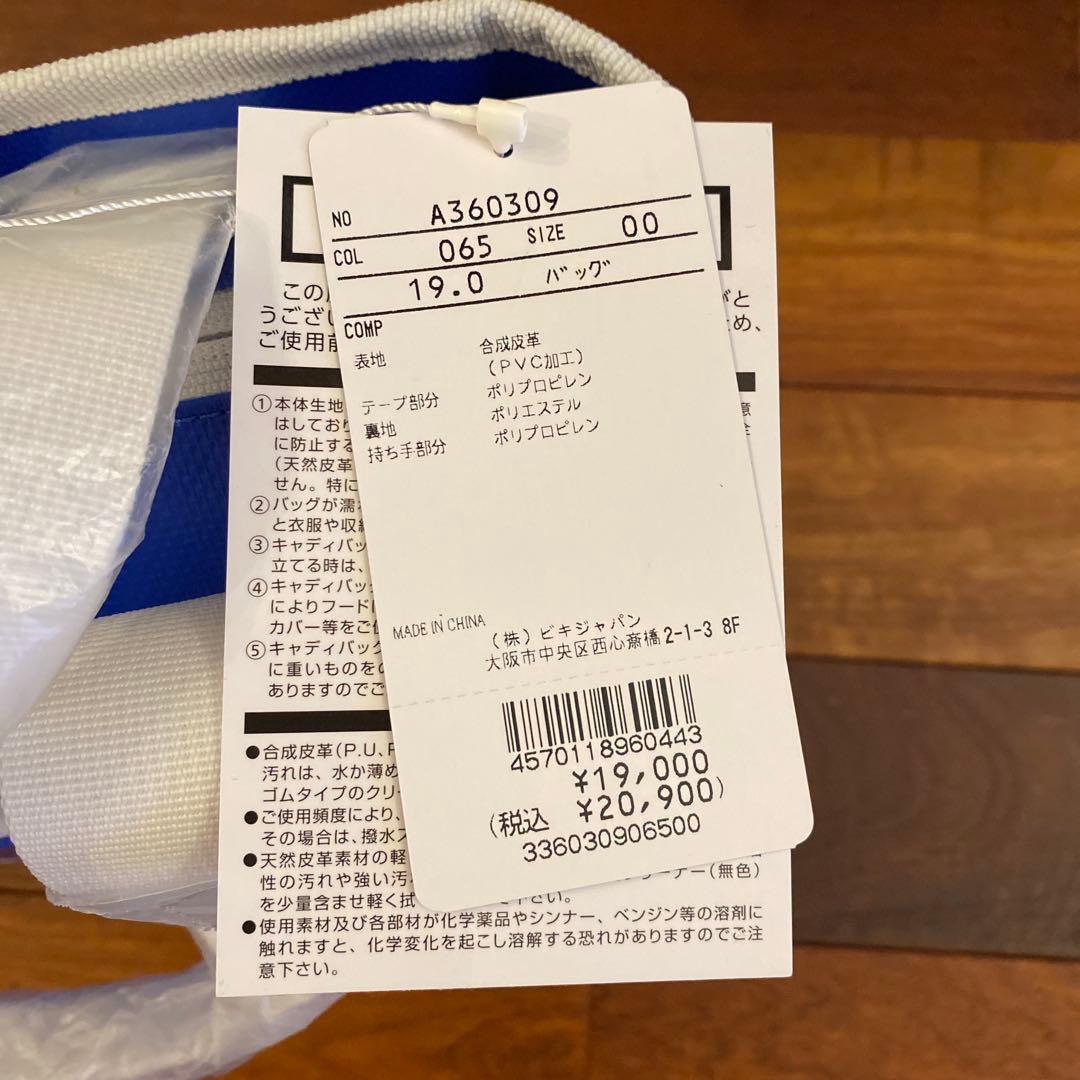 NO A360309
COL 065 SIZE 00
19.0 バッグ
COMP
表地 合成皮革
(PVC加工)
テープ部分 ポリプロピレン
裏地 ポリエステル
持ち手部分 ポリプロピレン
MADE IN CHINA
(株)ビキジャパン
大阪市中央区西心斎橋2-1-3 8F
4570118960443
¥19,000
(税込 ¥20,900)
336030906500
この
うござい
ご使用前
①本体生地
はしており
に防止する
(天然皮革
せん。特に
②バッグが濡
と衣服や収納
③キャディバッ
立てる時は、
④キャディバッ
によりフード
カバー等をご使
⑤キャディバック
に重いものを
ありますのでご
●合成皮革(P.U、
汚れは、水か薄め
ゴムタイプのクリ
●ご使用頻度により、
その場合は、撥水ス
●天然皮革素材の軽
性の汚れや強い汚 ーナー(無色)
を少量含ませ軽く拭 下さい。
●使用素材及び各部材が化学薬品やシンナー、ベンジン等の溶剤に
触れますと、化学変化を起こし溶解する恐れがありますのでご注
意下さい。